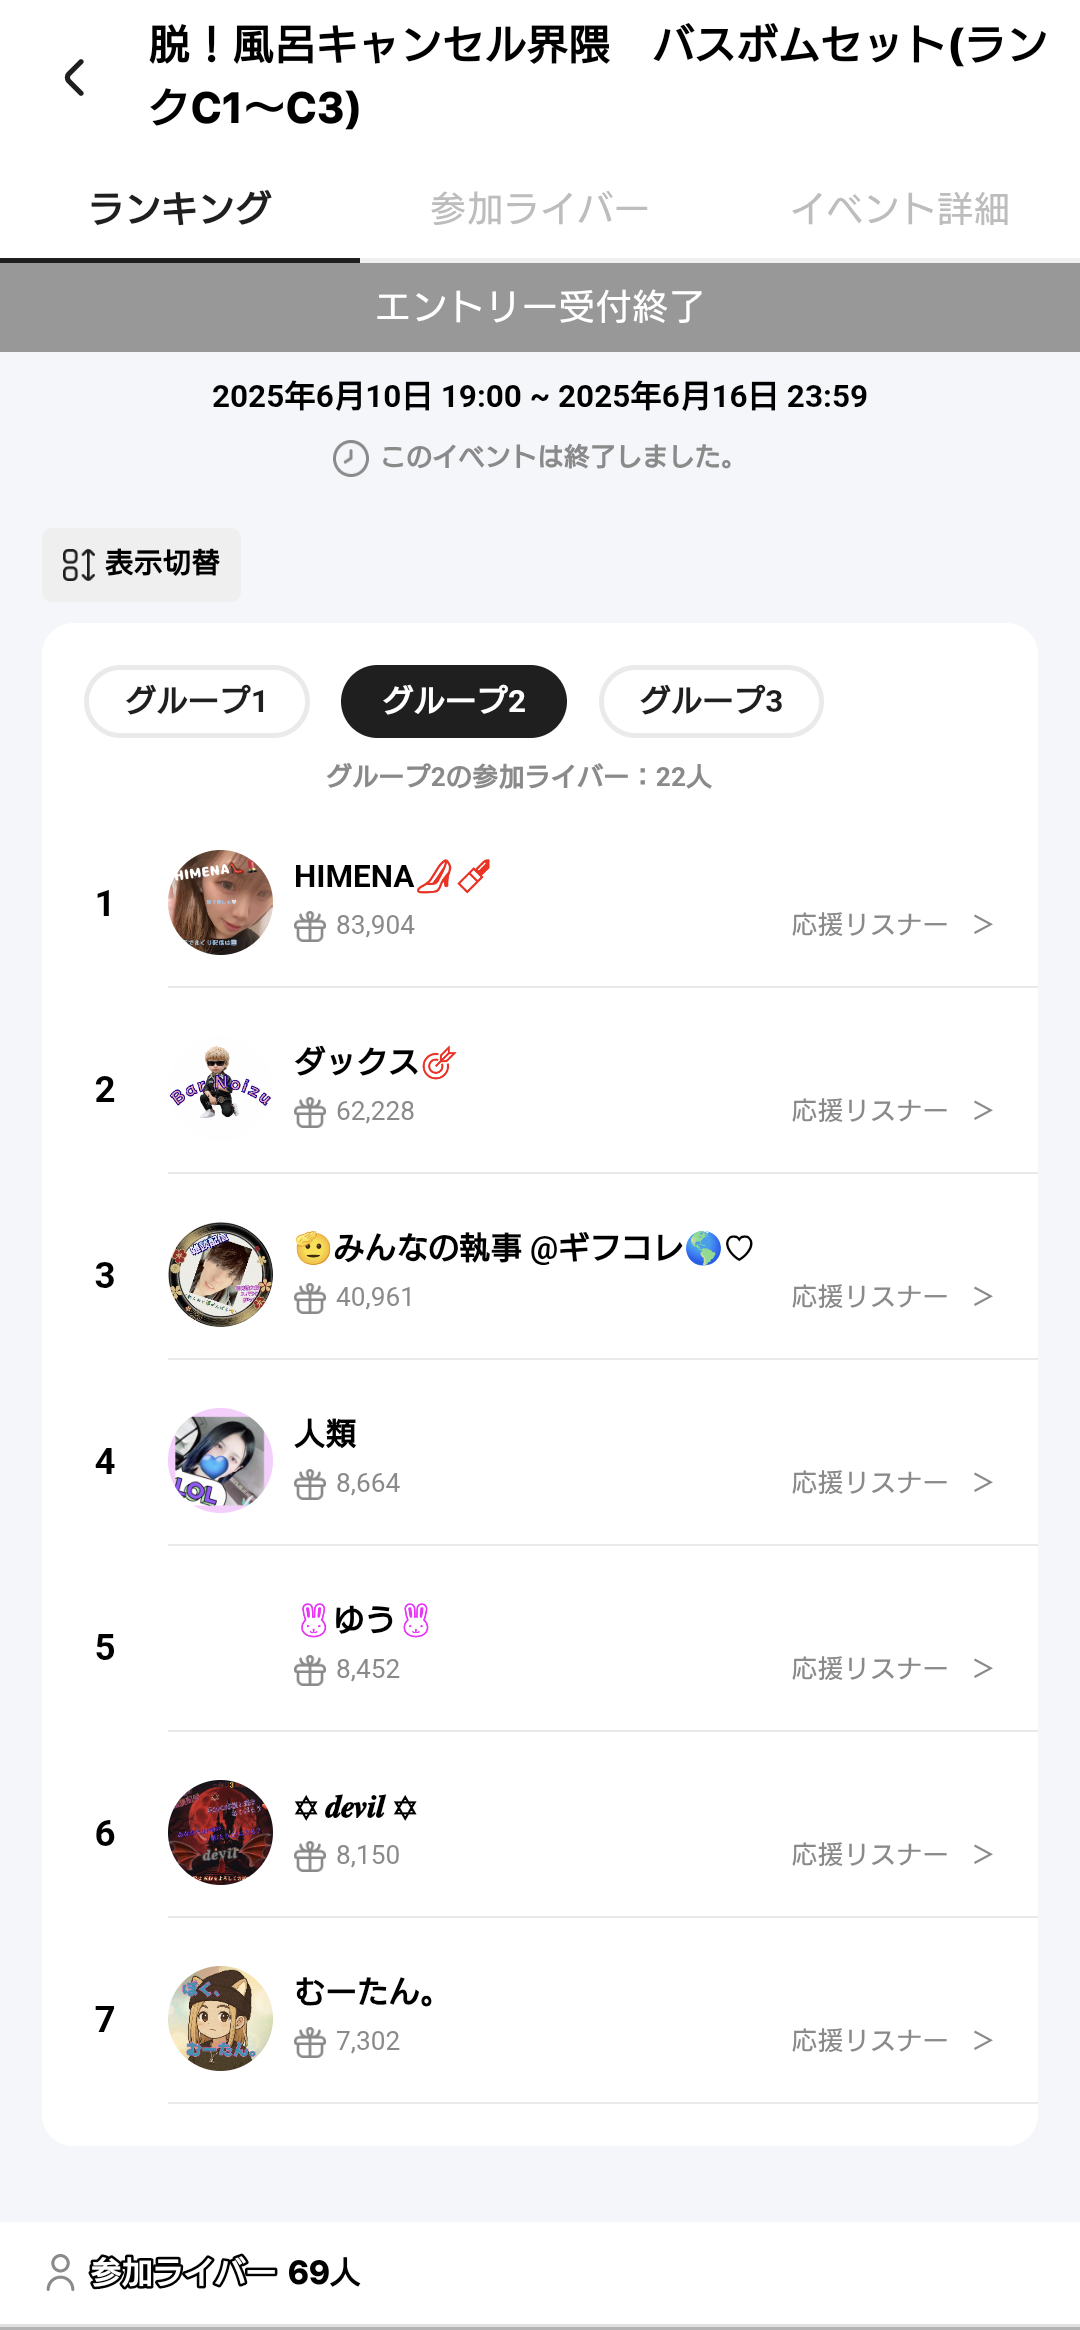 脱！風呂キャンセル界隈　バスボムセット(ラン
クC1〜C3)
ランキング 参加ライバー イベント詳細
エントリー受付終了
2025年6月10日 19:00 ~ 2025年6月16日 23:59
このイベントは終了しました。
表示切替
グループ1 グループ2 グループ3
グループ2の参加ライバー：22人
1
HIMENA
HIMENA👠💄
83,904 応援リスナー >
2
Bar Noizu
ダックス🎯
62,228 応援リスナー >
3
🫡みんなの執事 @ギフコレ🌎♡
40,961 応援リスナー >
4
LOL
人類
8,664 応援リスナー >
5
🐰ゆう🐰
8,452 応援リスナー >
6
devil
✡ 𝒅𝒆𝒗𝒊𝒍 ✡
8,150 応援リスナー >
7
ぼく、
むーたん。
むーたん。
7,302 応援リスナー >
参加ライバー 69人